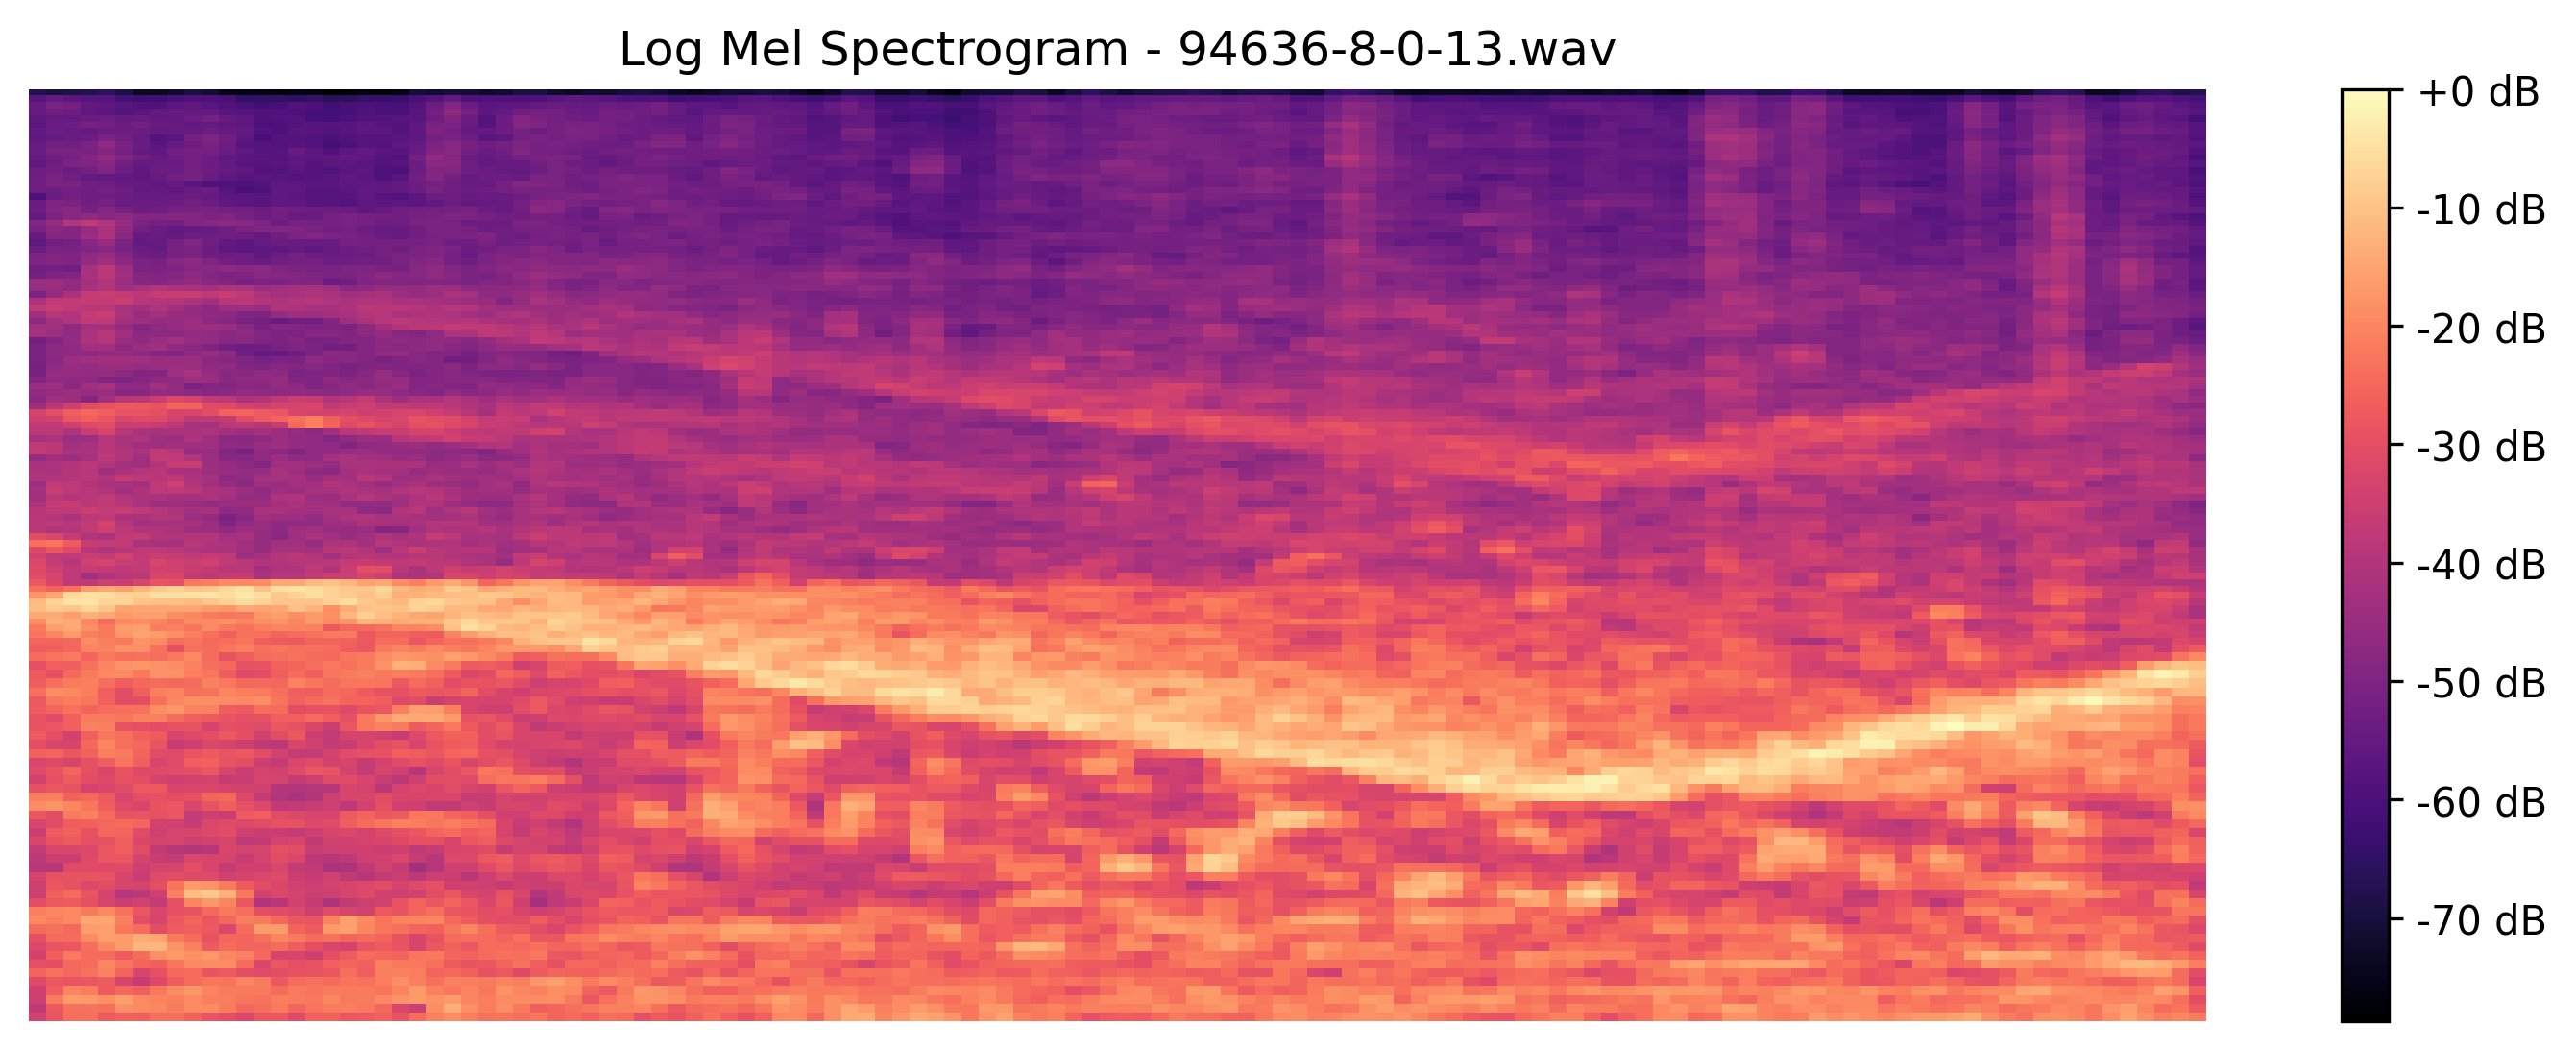 Log Mel Spectrogram - 94636-8-0-13.wav
+0 dB
-10 dB
-20 dB
-30 dB
-40 dB
-50 dB
-60 dB
-70 dB